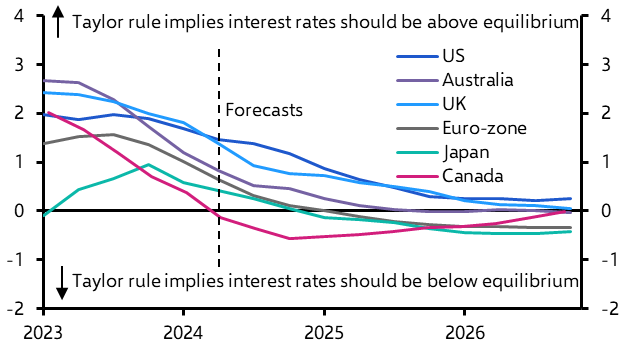 4 Taylor rule implies interest rates should be above equilibrium 4
US
3 3
Australia
UK
2 Forecasts 2
Euro-zone
Japan
1 Canada 1
0 0
-1 -1
Taylor rule implies interest rates should be below equilibrium
-2 -2
2023 2024 2025 2026